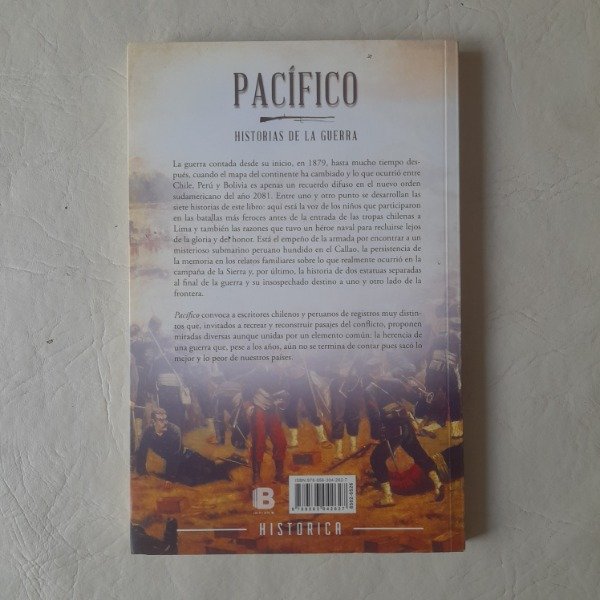 PACÍFICO
HISTORIAS DE LA GUERRA
La guerra contada desde su inicio, en 1879, hasta mucho tiempo des-
pués, cuando el mapa del continente ha cambiado y lo que ocurrió entre
Chile, Perú y Bolivia es apenas un recuerdo difuso en el nuevo orden
sudamericano del año 2081. Entre uno y otro punto se desarrollan las
siete historias de este libro: aquí está la voz de los niños que participaron
en las batallas más feroces antes de la entrada de las tropas chilenas a
Lima y también las razones que tuvo un héroe naval para recluirse lejos
de la gloria y del honor. Está el empeño de la armada por encontrar a un
misterioso submarino peruano hundido en el Callao, la persistencia de
la memoria en los relatos familiares sobre lo que realmente ocurrió en la
campaña de la Sierra y, por último, la historia de dos estatuas separadas
al final de la guerra y su insospechado destino a uno y otro lado de la
frontera.
Pacífico convoca a escritores chilenos y peruanos de registros muy distin-
tos que, invitados a recrear y reconstruir pasajes del conflicto, proponen
miradas diversas aunque unidas por un elemento común: la herencia de
una guerra que, pese a los años, aún no se termina de contar pues sacó lo
mejor y lo peor de nuestros países.
B
HISTÓRICA